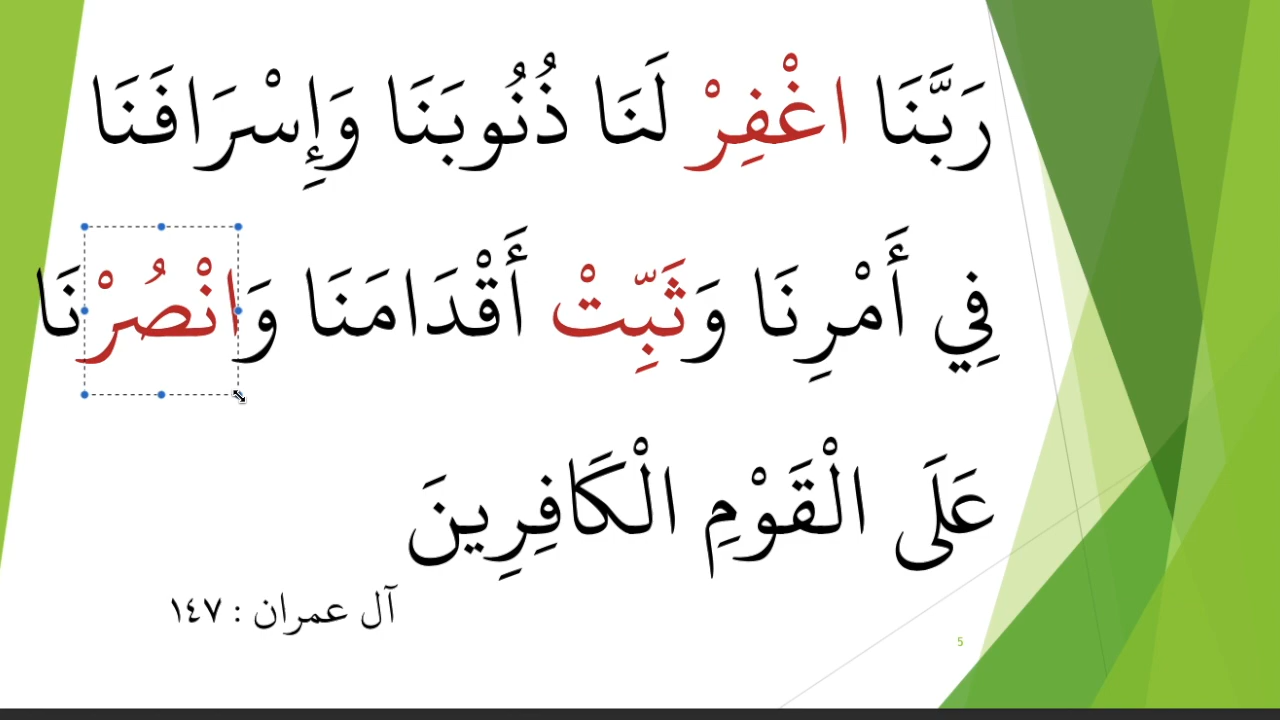 رَبَّنَا اغْفِرْ لَنَا ذُنُوبَنَا وَإِسْرَافَنَا
فِي أَمْرِنَا وَثَبِّتْ أَقْدَامَنَا وَانْصُرْنَا
عَلَى الْقَوْمِ الْكَافِرِينَ
آل عمران : ١٤٧
5